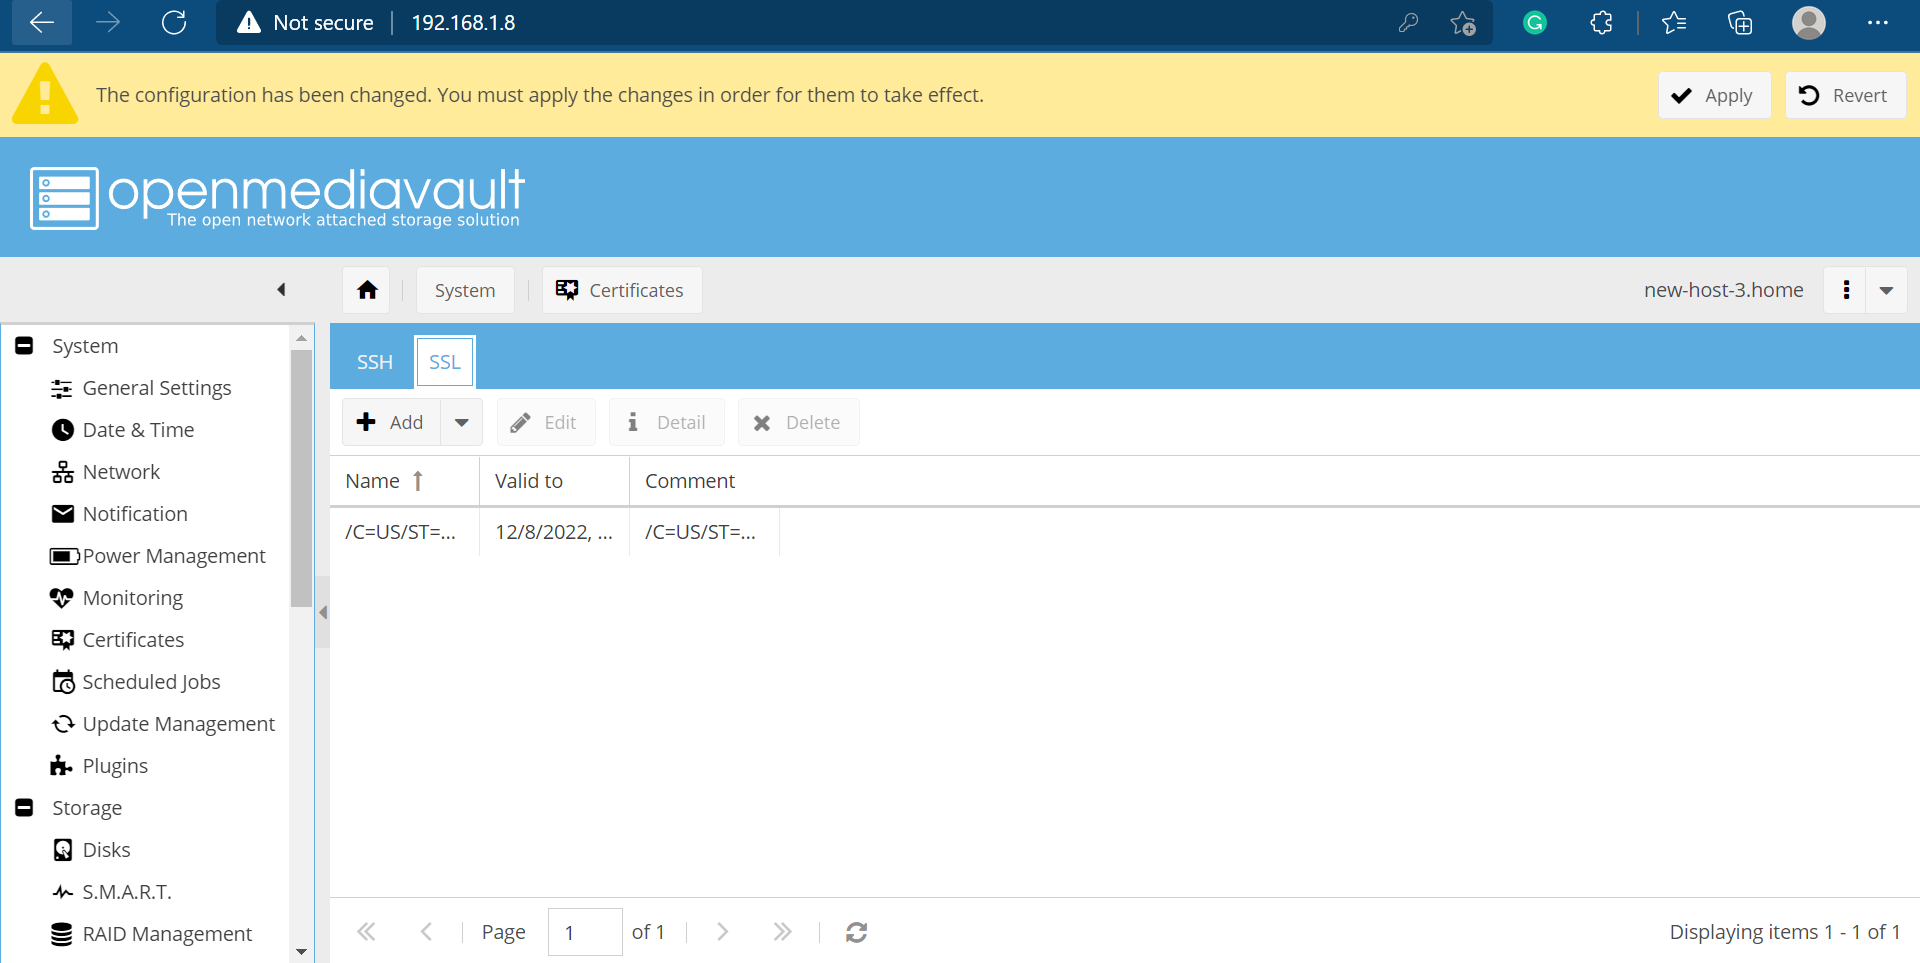 Not secure 192.168.1.8
The configuration has been changed. You must apply the changes in order for them to take effect.
Apply
Revert
openmediavault
The open network attached storage solution
System
Certificates
new-host-3.home
System
General Settings
Date & Time
Network
Notification
Power Management
Monitoring
Certificates
Scheduled Jobs
Update Management
Plugins
Storage
Disks
S.M.A.R.T.
RAID Management
SSH SSL
Add Edit Detail Delete
Name Valid to Comment
/C=US/ST=... 12/8/2022, ... /C=US/ST=...
Page 1 of 1
Displaying items 1 - 1 of 1